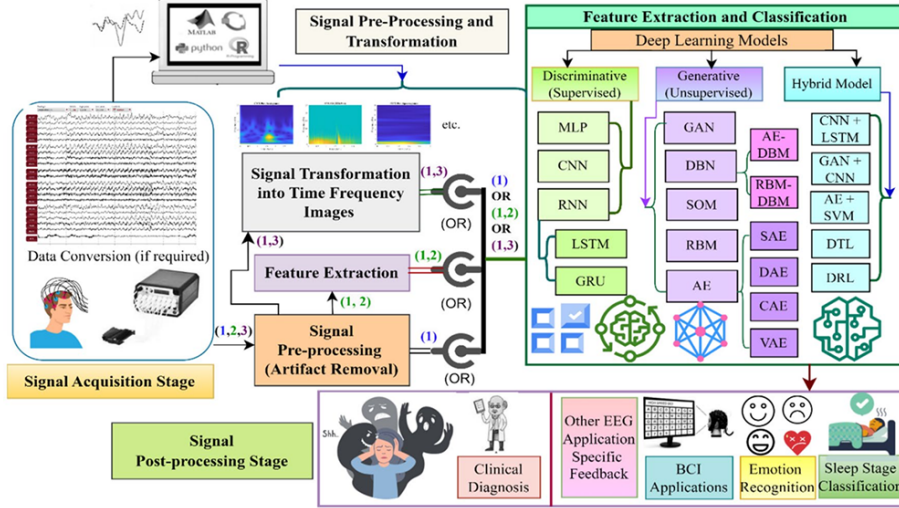 MATLAB
python
R
Signal Pre-Processing and
Transformation
Feature Extraction and Classification
Deep Learning Models
Discriminative
(Supervised)
Generative
(Unsupervised)
Hybrid Model
MLP
CNN
RNN
LSTM
GRU
GAN
DBN
SOM
RBM
AE
AE-
DBM
RBM-
DBM
SAE
DAE
CAE
VAE
CNN +
LSTM
GAN +
CNN
AE +
SVM
DTL
DRL
etc.
Signal Transformation
into Time Frequency
Images
(1,3)
(OR)
(1)
OR
(1,2)
OR
(1,3)
Data Conversion (if required)
(1,3)
Feature Extraction
(1,2)
(OR)
(1, 2)
(1,2,3)
Signal
Pre-processing
(Artifact Removal)
(1)
(OR)
Signal Acquisition Stage
Signal
Post-processing Stage
Shh.
Clinical
Diagnosis
Other EEG
Application
Specific
Feedback
BCI
Applications
Emotion
Recognition
Sleep Stage
Classification